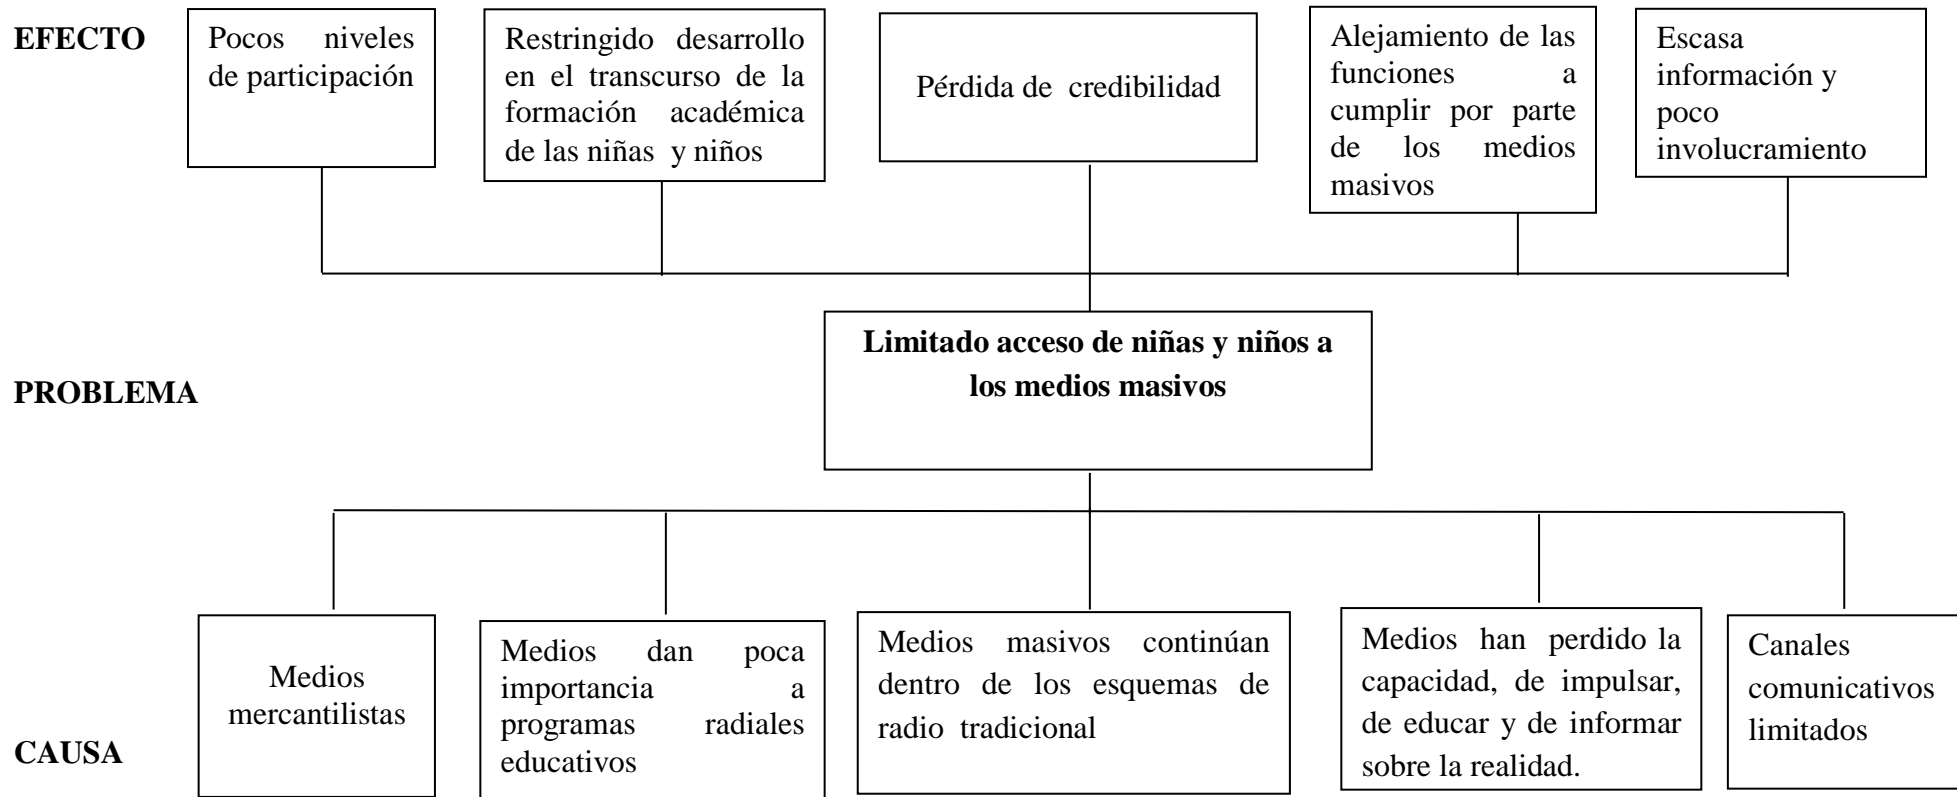 EFECTO
Pocos niveles
de participación
Restringido desarrollo
en el transcurso de la
formación académica
de las niñas y niños
Pérdida de credibilidad
Alejamiento de las
funciones a
cumplir por parte
de los medios
masivos
Escasa
información y
poco
involucramiento
PROBLEMA
Limitado acceso de niñas y niños a
los medios masivos
CAUSA
Medios
mercantilistas
Medios dan poca
importancia a
programas radiales
educativos
Medios masivos continúan
dentro de los esquemas de
radio tradicional
Medios han perdido la
capacidad, de impulsar,
de educar y de informar
sobre la realidad.
Canales
comunicativos
limitados